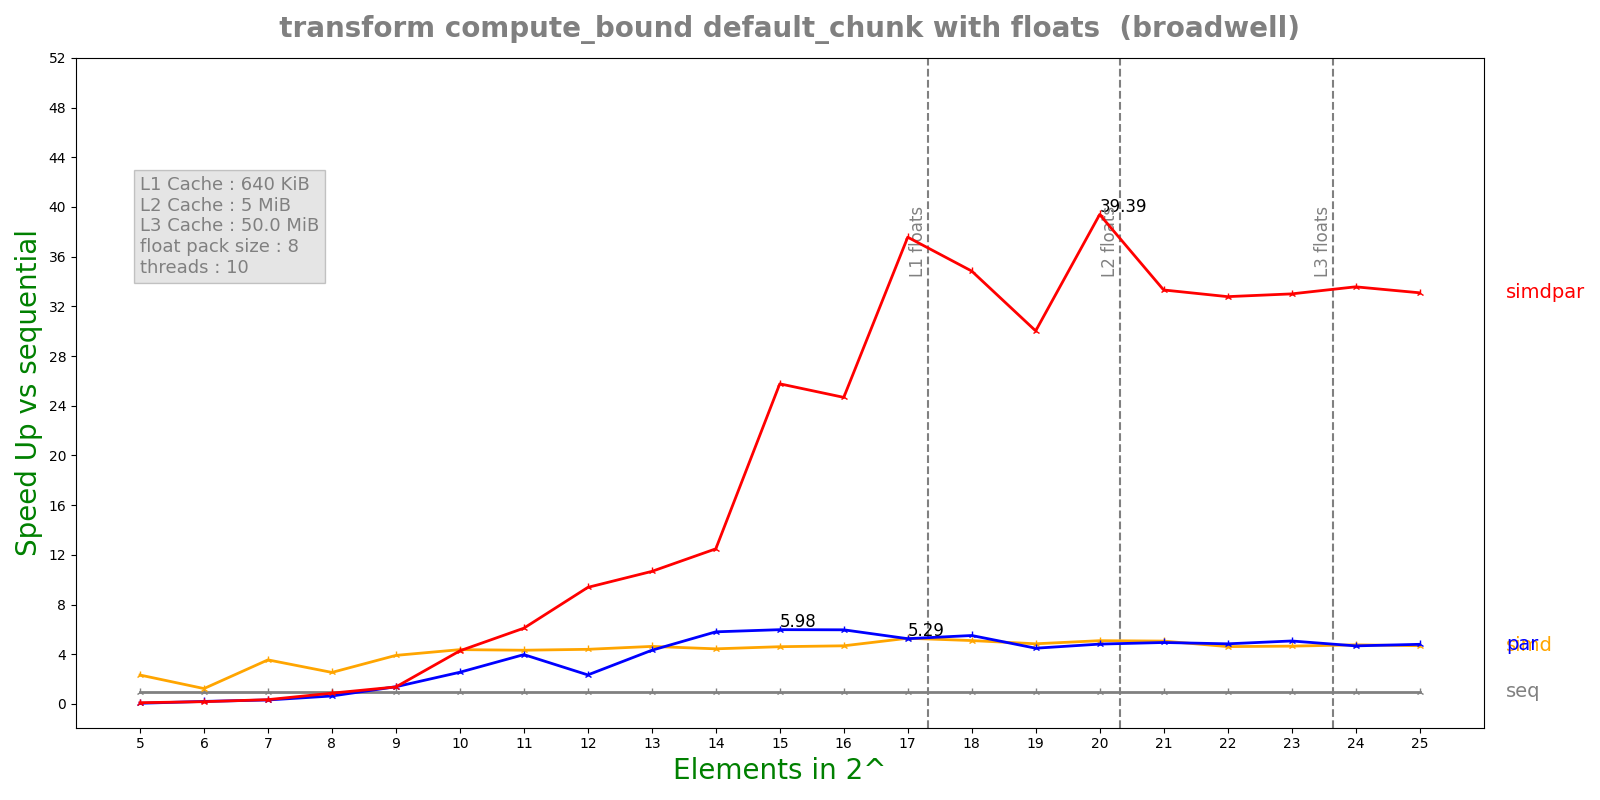 transform compute_bound default_chunk with floats (broadwell)
Speed Up vs sequential
52
48
44
40
36
32
28
24
20
16
12
8
4
0
L1 Cache : 640 KiB
L2 Cache : 5 MiB
L3 Cache : 50.0 MiB
float pack size : 8
threads : 10
L1 floats
L2 floats
L3 floats
39.39
5.98
5.29
simdpar
par
simd
seq
5 6 7 8 9 10 11 12 13 14 15 16 17 18 19 20 21 22 23 24 25
Elements in 2^